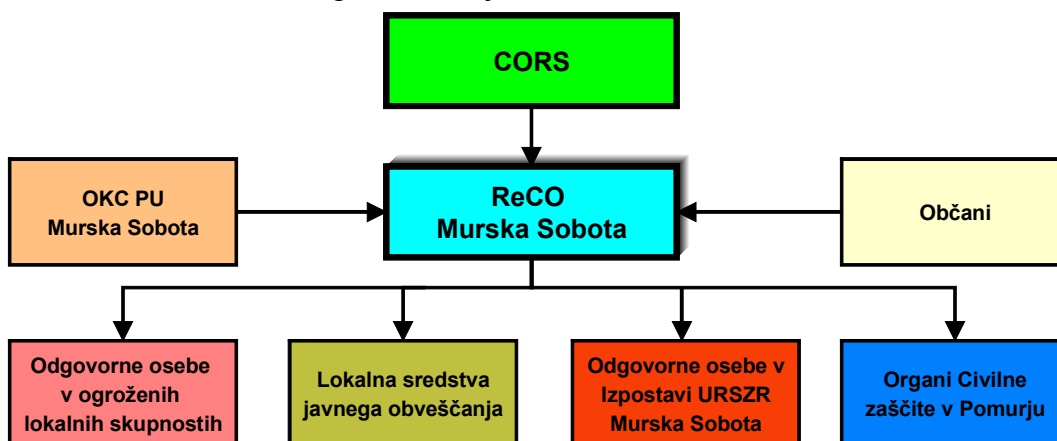 CORS
OKC PU
Murska Sobota
ReCO
Murska Sobota
Občani
Odgovorne osebe
v ogroženih
lokalnih skupnostih
Lokalna sredstva
javnega obveščanja
Odgovorne osebe v
Izpostavi URSZR
Murska Sobota
Organi Civilne
zaščite v Pomurju